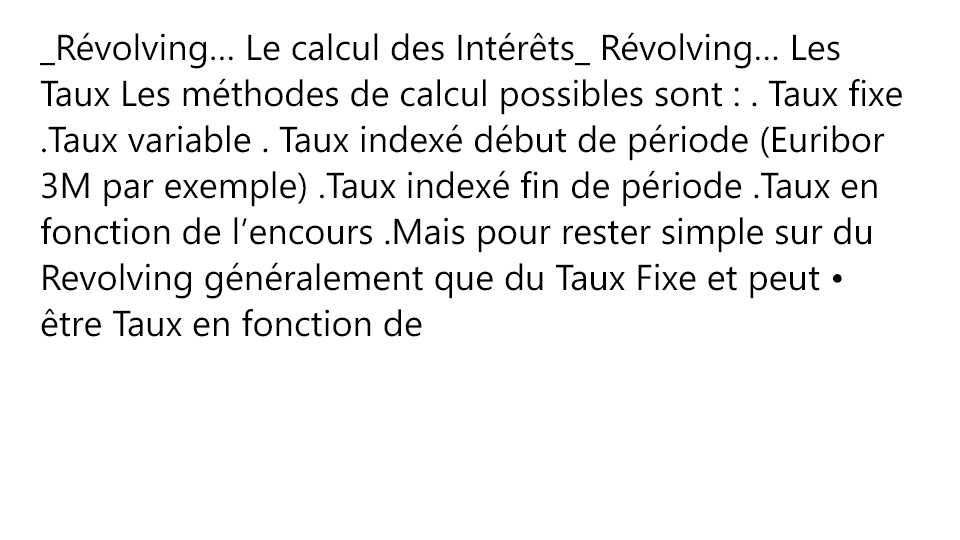 _Révolving... Le calcul des Intérêts_ Révolving... Les
Taux Les méthodes de calcul possibles sont : . Taux fixe
.Taux variable . Taux indexé début de période (Euribor
3M par exemple) .Taux indexé fin de période .Taux en
fonction de l’encours .Mais pour rester simple sur du
Revolving généralement que du Taux Fixe et peut •
être Taux en fonction de